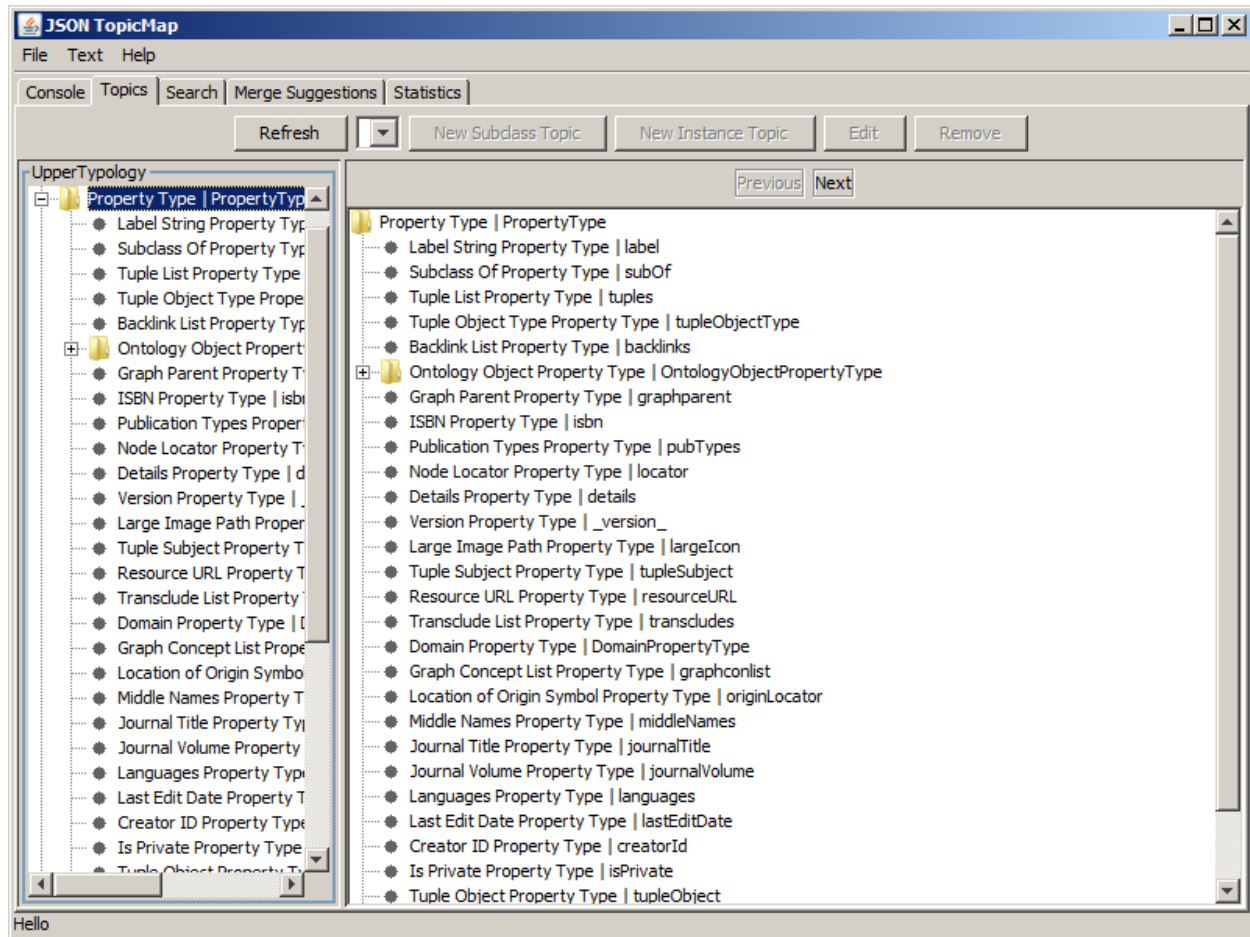 JSON TopicMap
File Text Help
Console Topics Search Merge Suggestions Statistics
Refresh New Subclass Topic New Instance Topic Edit Remove
UpperTypology
Property Type | PropertyTyp
Label String Property Typ
Subclass Of Property Typ
Tuple List Property Type
Tuple Object Type Prope
Backlink List Property Typ
Ontology Object Propert
Graph Parent Property T
ISBN Property Type | isb
Publication Types Propert
Node Locator Property T
Details Property Type | d
Version Property Type | _
Large Image Path Proper
Tuple Subject Property T
Resource URL Property T
Transclude List Property
Domain Property Type | D
Graph Concept List Prope
Location of Origin Symbo
Middle Names Property T
Journal Title Property Typ
Journal Volume Property
Languages Property Type
Last Edit Date Property T
Creator ID Property Type
Is Private Property Type
Tuple Object Property Ty
Previous Next
Property Type | PropertyType
Label String Property Type | label
Subclass Of Property Type | subOf
Tuple List Property Type | tuples
Tuple Object Type Property Type | tupleObjectType
Backlink List Property Type | backlinks
Ontology Object Property Type | OntologyObjectPropertyType
Graph Parent Property Type | graphparent
ISBN Property Type | isbn
Publication Types Property Type | pubTypes
Node Locator Property Type | locator
Details Property Type | details
Version Property Type | _version_
Large Image Path Property Type | largeIcon
Tuple Subject Property Type | tupleSubject
Resource URL Property Type | resourceURL
Transclude List Property Type | transcludes
Domain Property Type | DomainPropertyType
Graph Concept List Property Type | graphconlist
Location of Origin Symbol Property Type | originLocator
Middle Names Property Type | middleNames
Journal Title Property Type | journalTitle
Journal Volume Property Type | journalVolume
Languages Property Type | languages
Last Edit Date Property Type | lastEditDate
Creator ID Property Type | creatorId
Is Private Property Type | isPrivate
Tuple Object Property Type | tupleObject
Hello